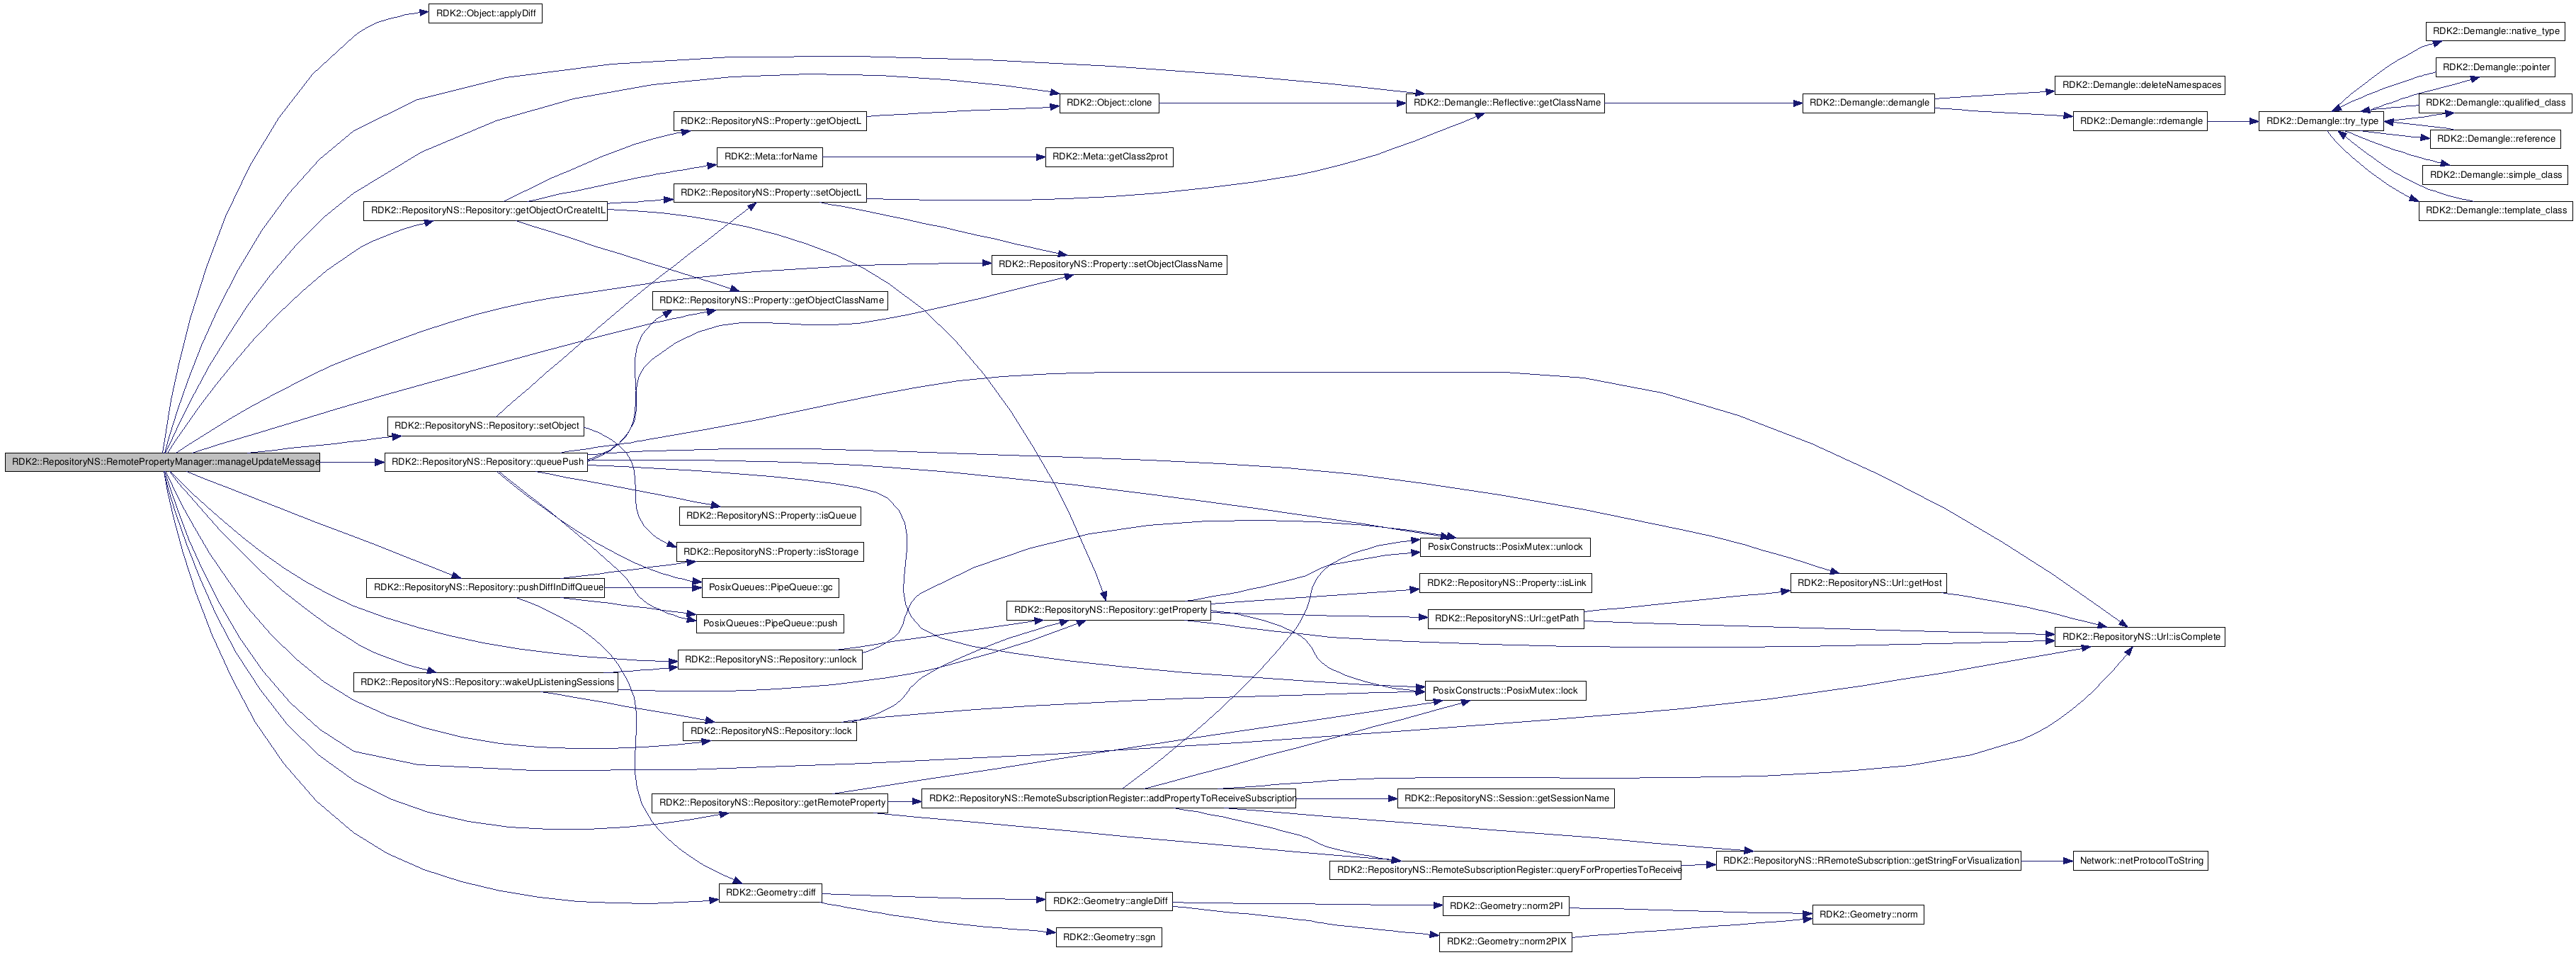 RDK2::Object::applyDiff
RDK2::Demangle::native_type
RDK2::Demangle::pointer
RDK2::Demangle::deleteNamespaces
RDK2::Object::clone
RDK2::Demangle::Reflective::getClassName
RDK2::Demangle::demangle
RDK2::Demangle::qualified_class
RDK2::RepositoryNS::Property::getObjectL
RDK2::Demangle::rdemangle
RDK2::Demangle::try_type
RDK2::Demangle::reference
RDK2::Meta::forName
RDK2::Meta::getClass2prot
RDK2::Demangle::simple_class
RDK2::RepositoryNS::Property::setObjectL
RDK2::RepositoryNS::Repository::getObjectOrCreateItL
RDK2::Demangle::template_class
RDK2::RepositoryNS::Property::setObjectClassName
RDK2::RepositoryNS::Property::getObjectClassName
RDK2::RepositoryNS::Repository::setObject
RDK2::RepositoryNS::RemotePropertyManager::manageUpdateMessage
RDK2::RepositoryNS::Repository::queuePush
RDK2::RepositoryNS::Property::isQueue
RDK2::RepositoryNS::Property::isStorage
PosixConstructs::PosixMutex::unlock
RDK2::RepositoryNS::Repository::pushDiffInDiffQueue
PosixQueues::PipeQueue::gc
RDK2::RepositoryNS::Property::isLink
RDK2::RepositoryNS::Url::getHost
RDK2::RepositoryNS::Repository::getProperty
RDK2::RepositoryNS::Url::getPath
PosixQueues::PipeQueue::push
RDK2::RepositoryNS::Url::isComplete
RDK2::RepositoryNS::Repository::unlock
RDK2::RepositoryNS::Repository::wakeUpListeningSessions
PosixConstructs::PosixMutex::lock
RDK2::RepositoryNS::Repository::lock
RDK2::RepositoryNS::Repository::getRemoteProperty
RDK2::RepositoryNS::RemoteSubscriptionRegister::addPropertyToReceiveSubscription
RDK2::RepositoryNS::Session::getSessionName
RDK2::RepositoryNS::RemoteSubscriptionRegister::queryForPropertiesToReceive
RDK2::RepositoryNS::RRemoteSubscription::getStringForVisualization
Network::netProtocolToString
RDK2::Geometry::diff
RDK2::Geometry::angleDiff
RDK2::Geometry::norm2PI
RDK2::Geometry::norm
RDK2::Geometry::sgn
RDK2::Geometry::norm2PIX